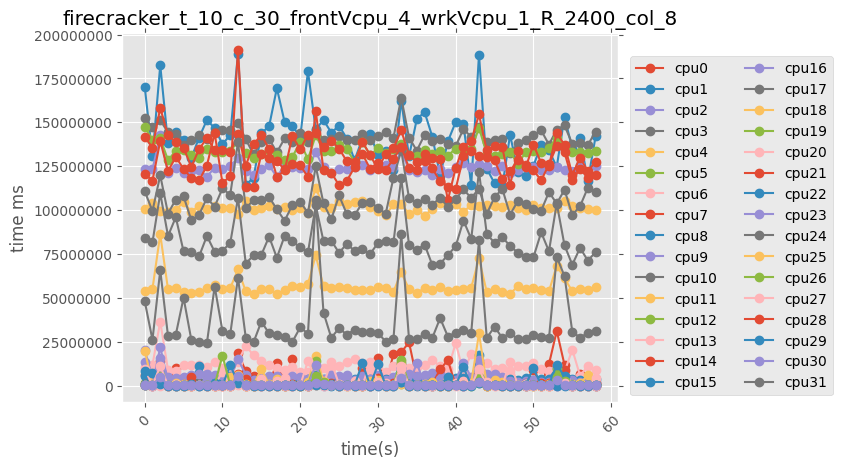 firecracker_t_10_c_30_frontVcpu_4_wrkVcpu_1_R_2400_col_8
200000000
175000000
150000000
125000000
100000000
75000000
50000000
25000000
0
time ms
0
10
20
30
40
50
60
time(s)
cpu0
cpu1
cpu2
cpu3
cpu4
cpu5
cpu6
cpu7
cpu8
cpu9
cpu10
cpu11
cpu12
cpu13
cpu14
cpu15
cpu16
cpu17
cpu18
cpu19
cpu20
cpu21
cpu22
cpu23
cpu24
cpu25
cpu26
cpu27
cpu28
cpu29
cpu30
cpu31